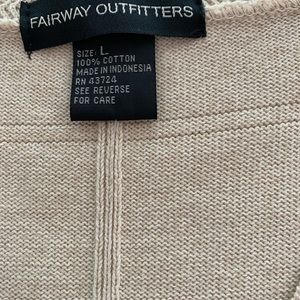 FAIRWAY OUTFITTERS
SIZE: L
100% COTTON
MADE IN INDONESIA
RN 43724
SEE REVERSE
FOR CARE